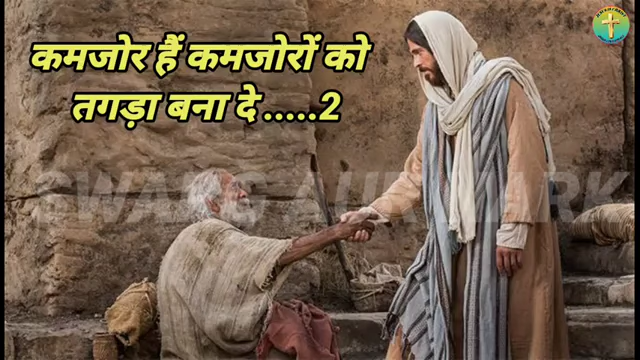 कमजोर हैं कमजोरों को
तगड़ा बना दे .....2